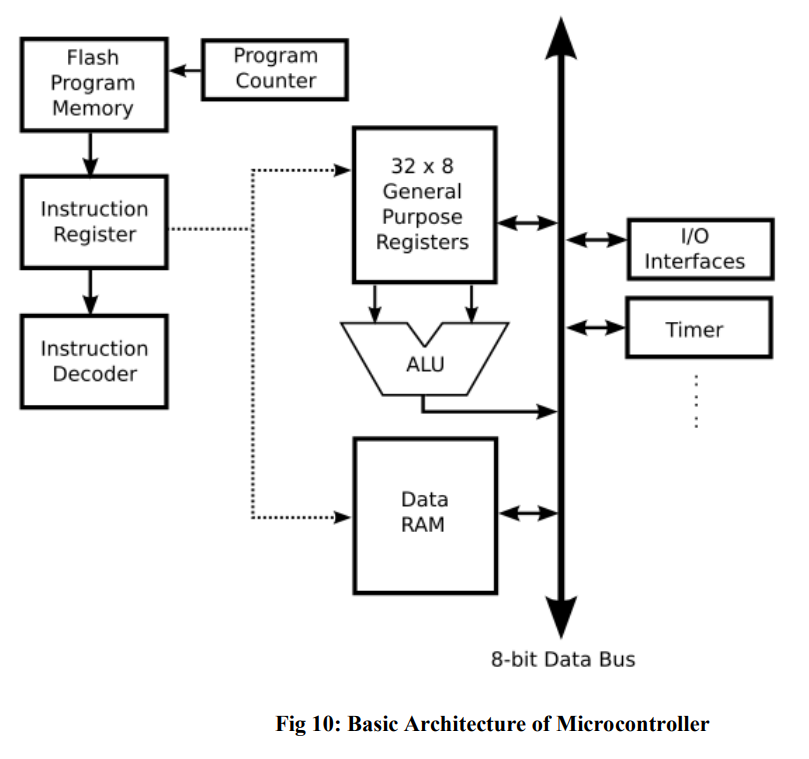 Flash
Program
Memory
Program
Counter
Instruction
Register
32 x 8
General
Purpose
Registers
I/O
Interfaces
Timer
Instruction
Decoder
ALU
Data
RAM
8-bit Data Bus
Fig 10: Basic Architecture of Microcontroller